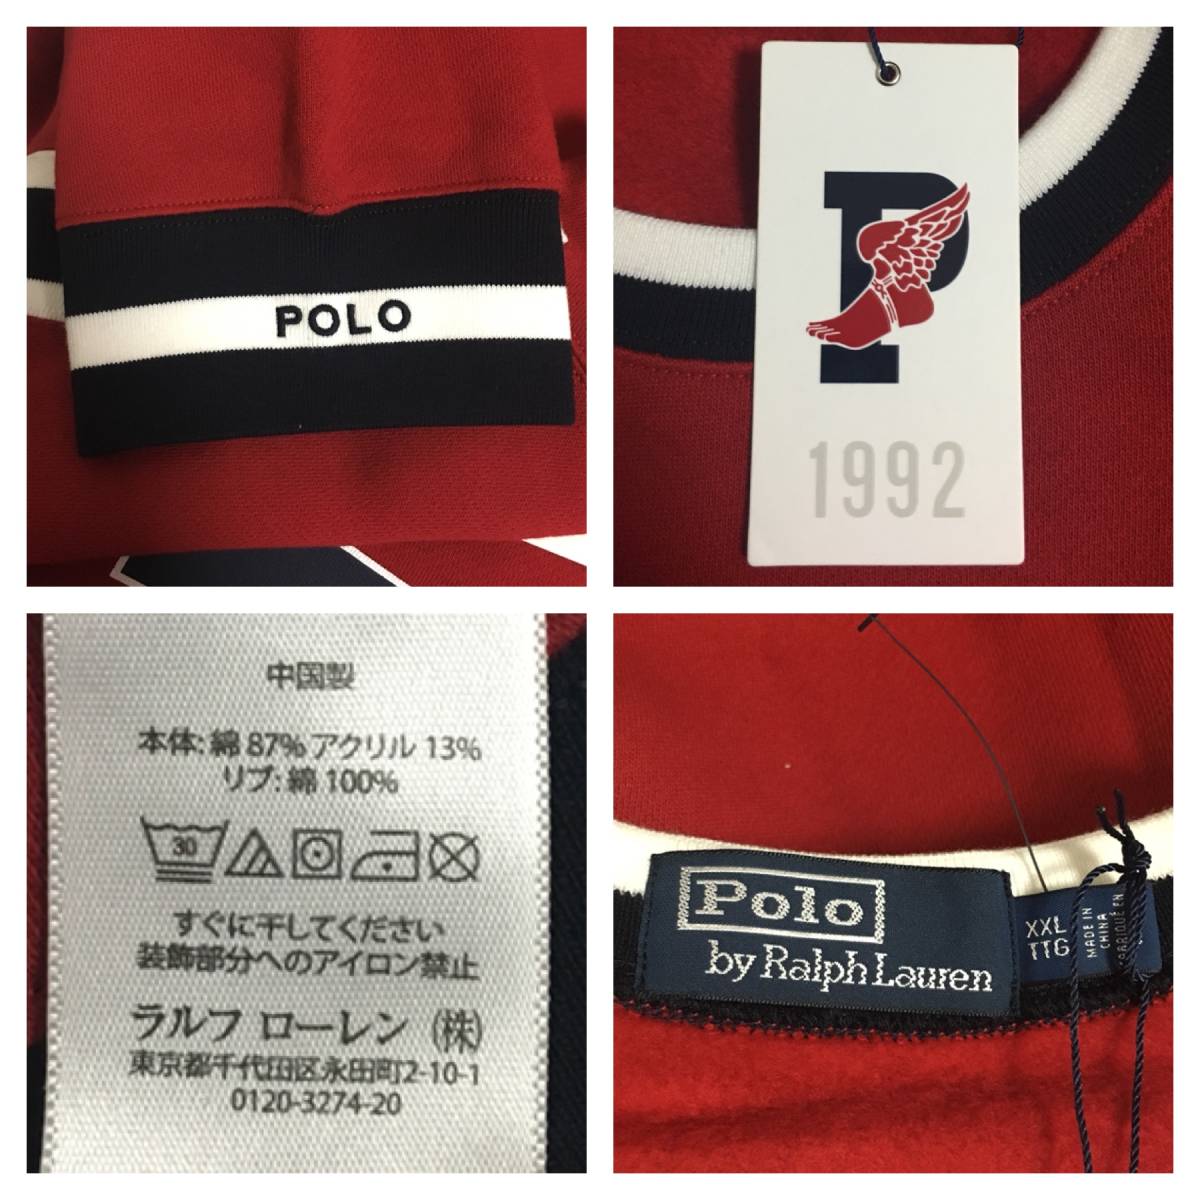 POLO
P
1992
中国製
本体: 綿 87% アクリル 13%
リブ: 綿 100%
30
すぐに干してください
装飾部分へのアイロン禁止
ラルフ ローレン (株)
東京都千代田区永田町2-10-1
0120-3274-20
Polo
by Ralph Lauren
XXL
TTG
MADE IN
CHINA